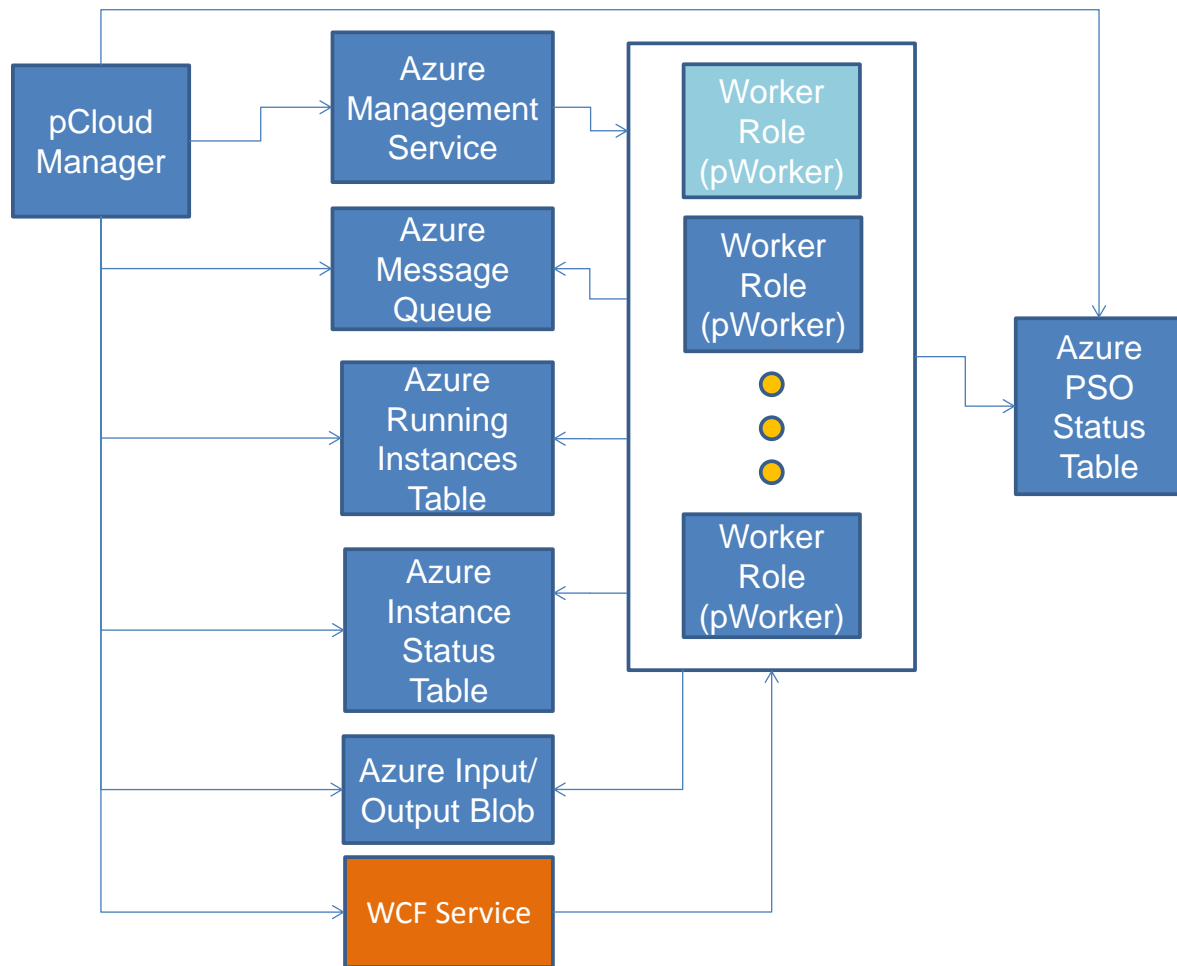 pCloud
Manager
Azure
Management
Service
Azure
Message
Queue
Azure
Running
Instances
Table
Azure
Instance
Status
Table
Azure Input/
Output Blob
WCF Service
Worker
Role
(pWorker)
Worker
Role
(pWorker)
Worker
Role
(pWorker)
Azure
PSO
Status
Table